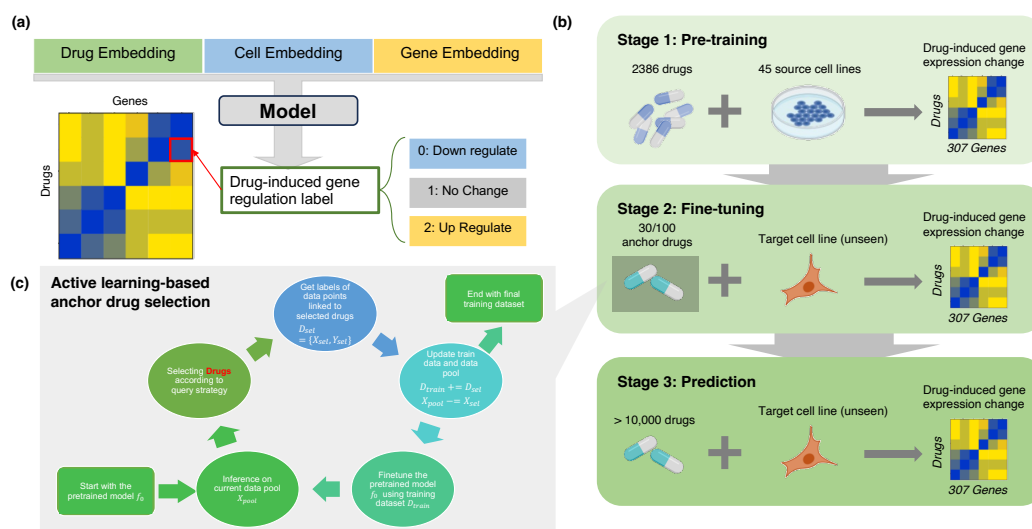 (a)
Drug Embedding
Cell Embedding
Gene Embedding
Model
Genes
Drugs
Drug-induced gene
regulation label
0: Down regulate
1: No Change
2: Up Regulate
(b)
Stage 1: Pre-training
2386 drugs
45 source cell lines
Drug-induced gene
expression change
Drugs
307 Genes
Stage 2: Fine-tuning
30/100
anchor drugs
Target cell line (unseen)
Drug-induced gene
expression change
Drugs
307 Genes
Stage 3: Prediction
> 10,000 drugs
Target cell line (unseen)
Drug-induced gene
expression change
Drugs
307 Genes
(c)
Active learning-based
anchor drug selection
Start with the
pretrained model f₀
Inference on
current data pool
X_pool
Selecting Drugs
according to
query strategy
Get labels of
data points
linked to
selected drugs
D_sel
= {X_sel, Y_sel}
Update train
data and data
pool
D_train += D_sel
X_pool −= X_sel
Finetune the
pretrained model
f₀ using training
dataset D_train
End with final
training dataset